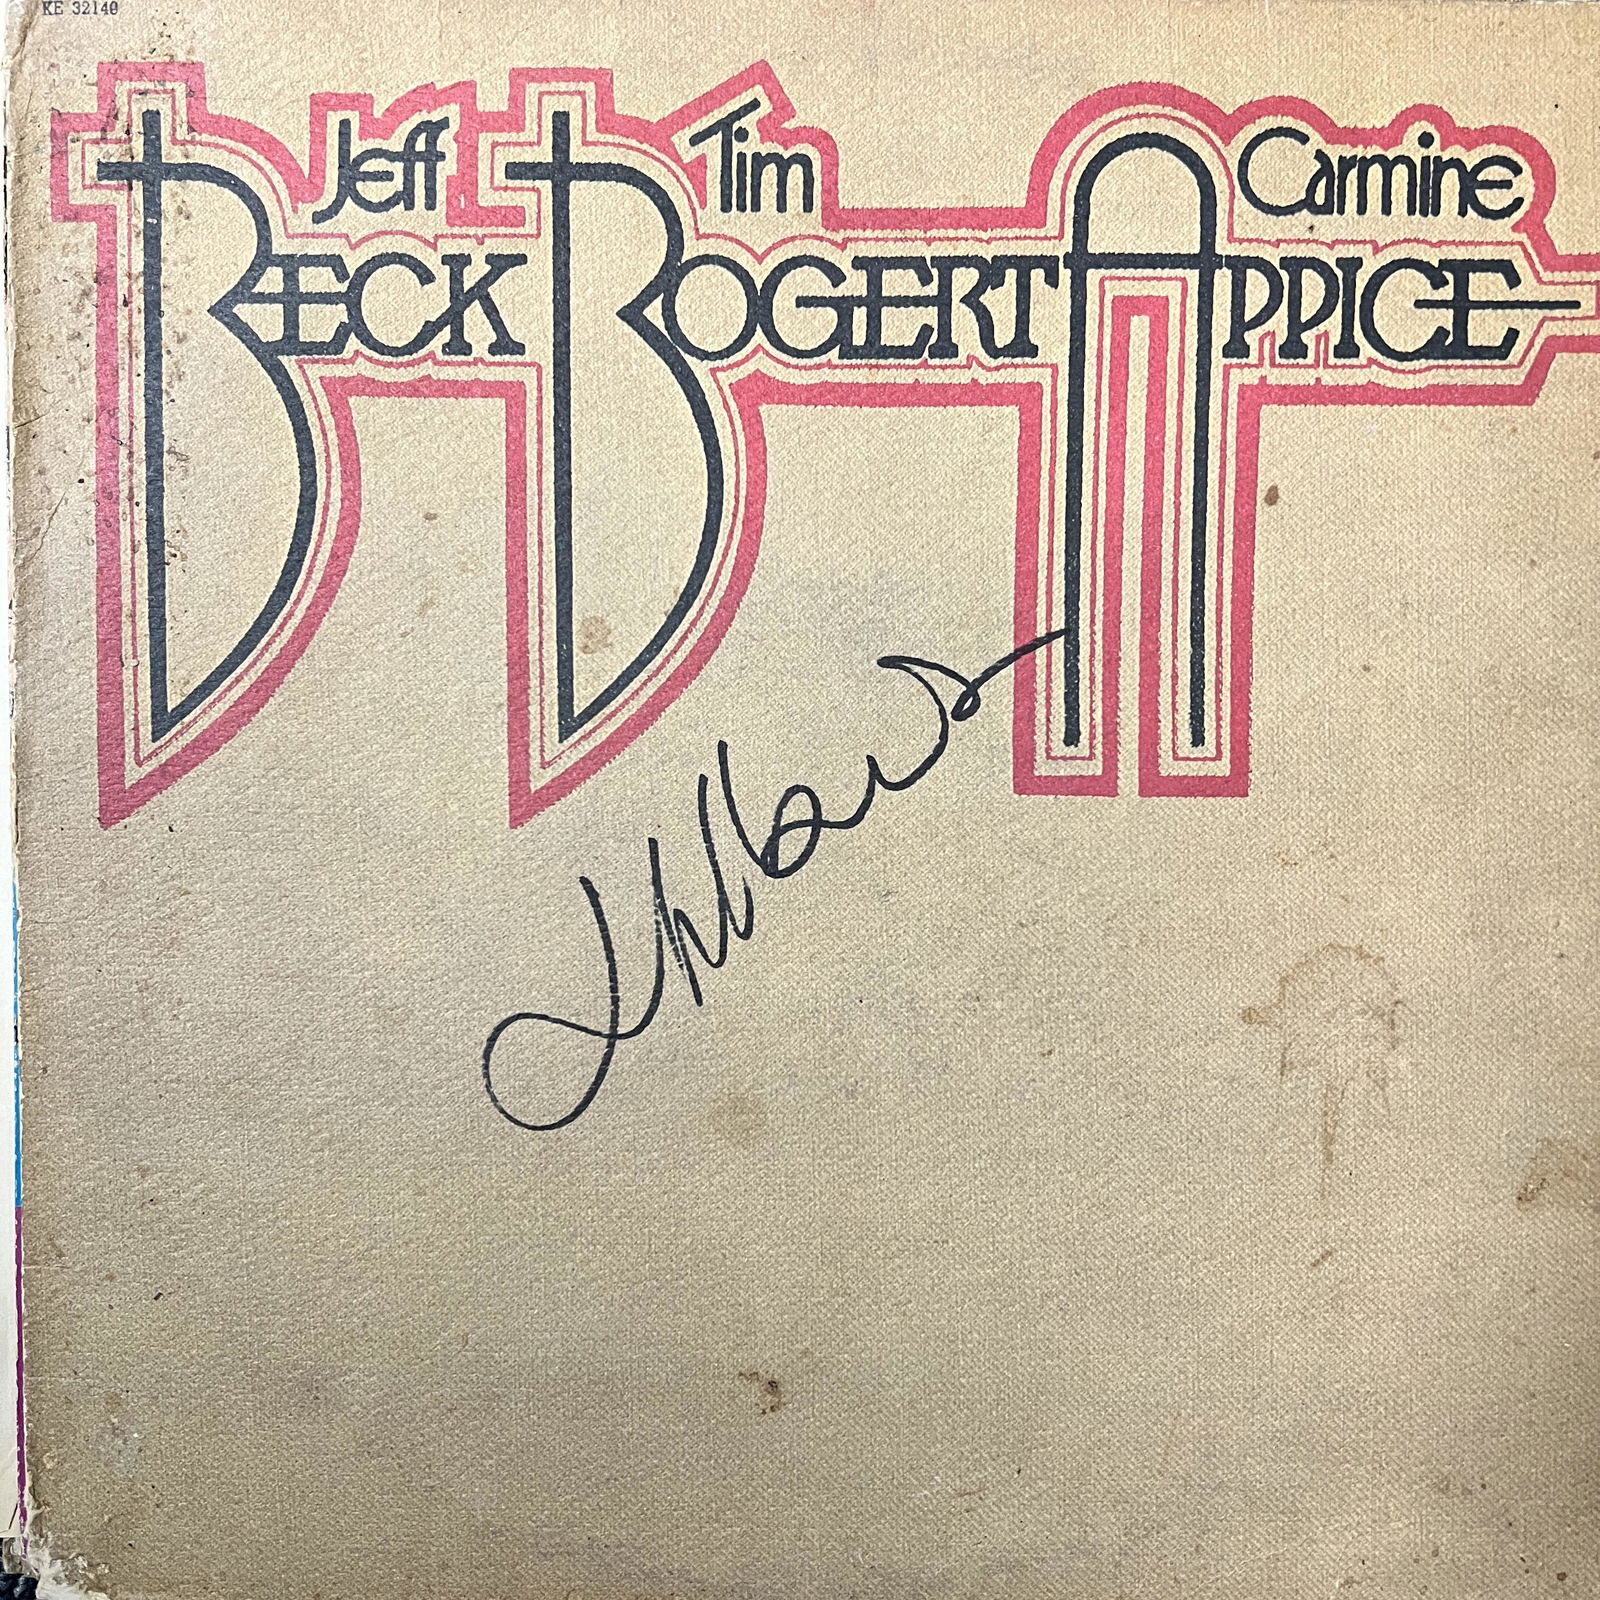 KE 32140
Jeff Tim Carmine
BECK BOGERT APPICE